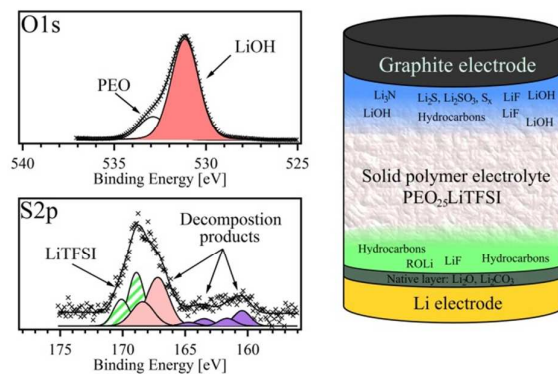 O1s
LiOH
PEO
540 535 530 525
Binding Energy [eV]
S2p
Decompostion
products
LiTFSI
175 170 165 160
Binding Energy [eV]
Graphite electrode
Li₃N Li₂S, Li₂SO₃, Sₓ LiF LiOH
LiOH Hydrocarbons LiF LiOH
Solid polymer electrolyte
PEO₂₅LiTFSI
Hydrocarbons ROLi LiF Hydrocarbons
Native layer: Li₂O, Li₂CO₃
Li electrode